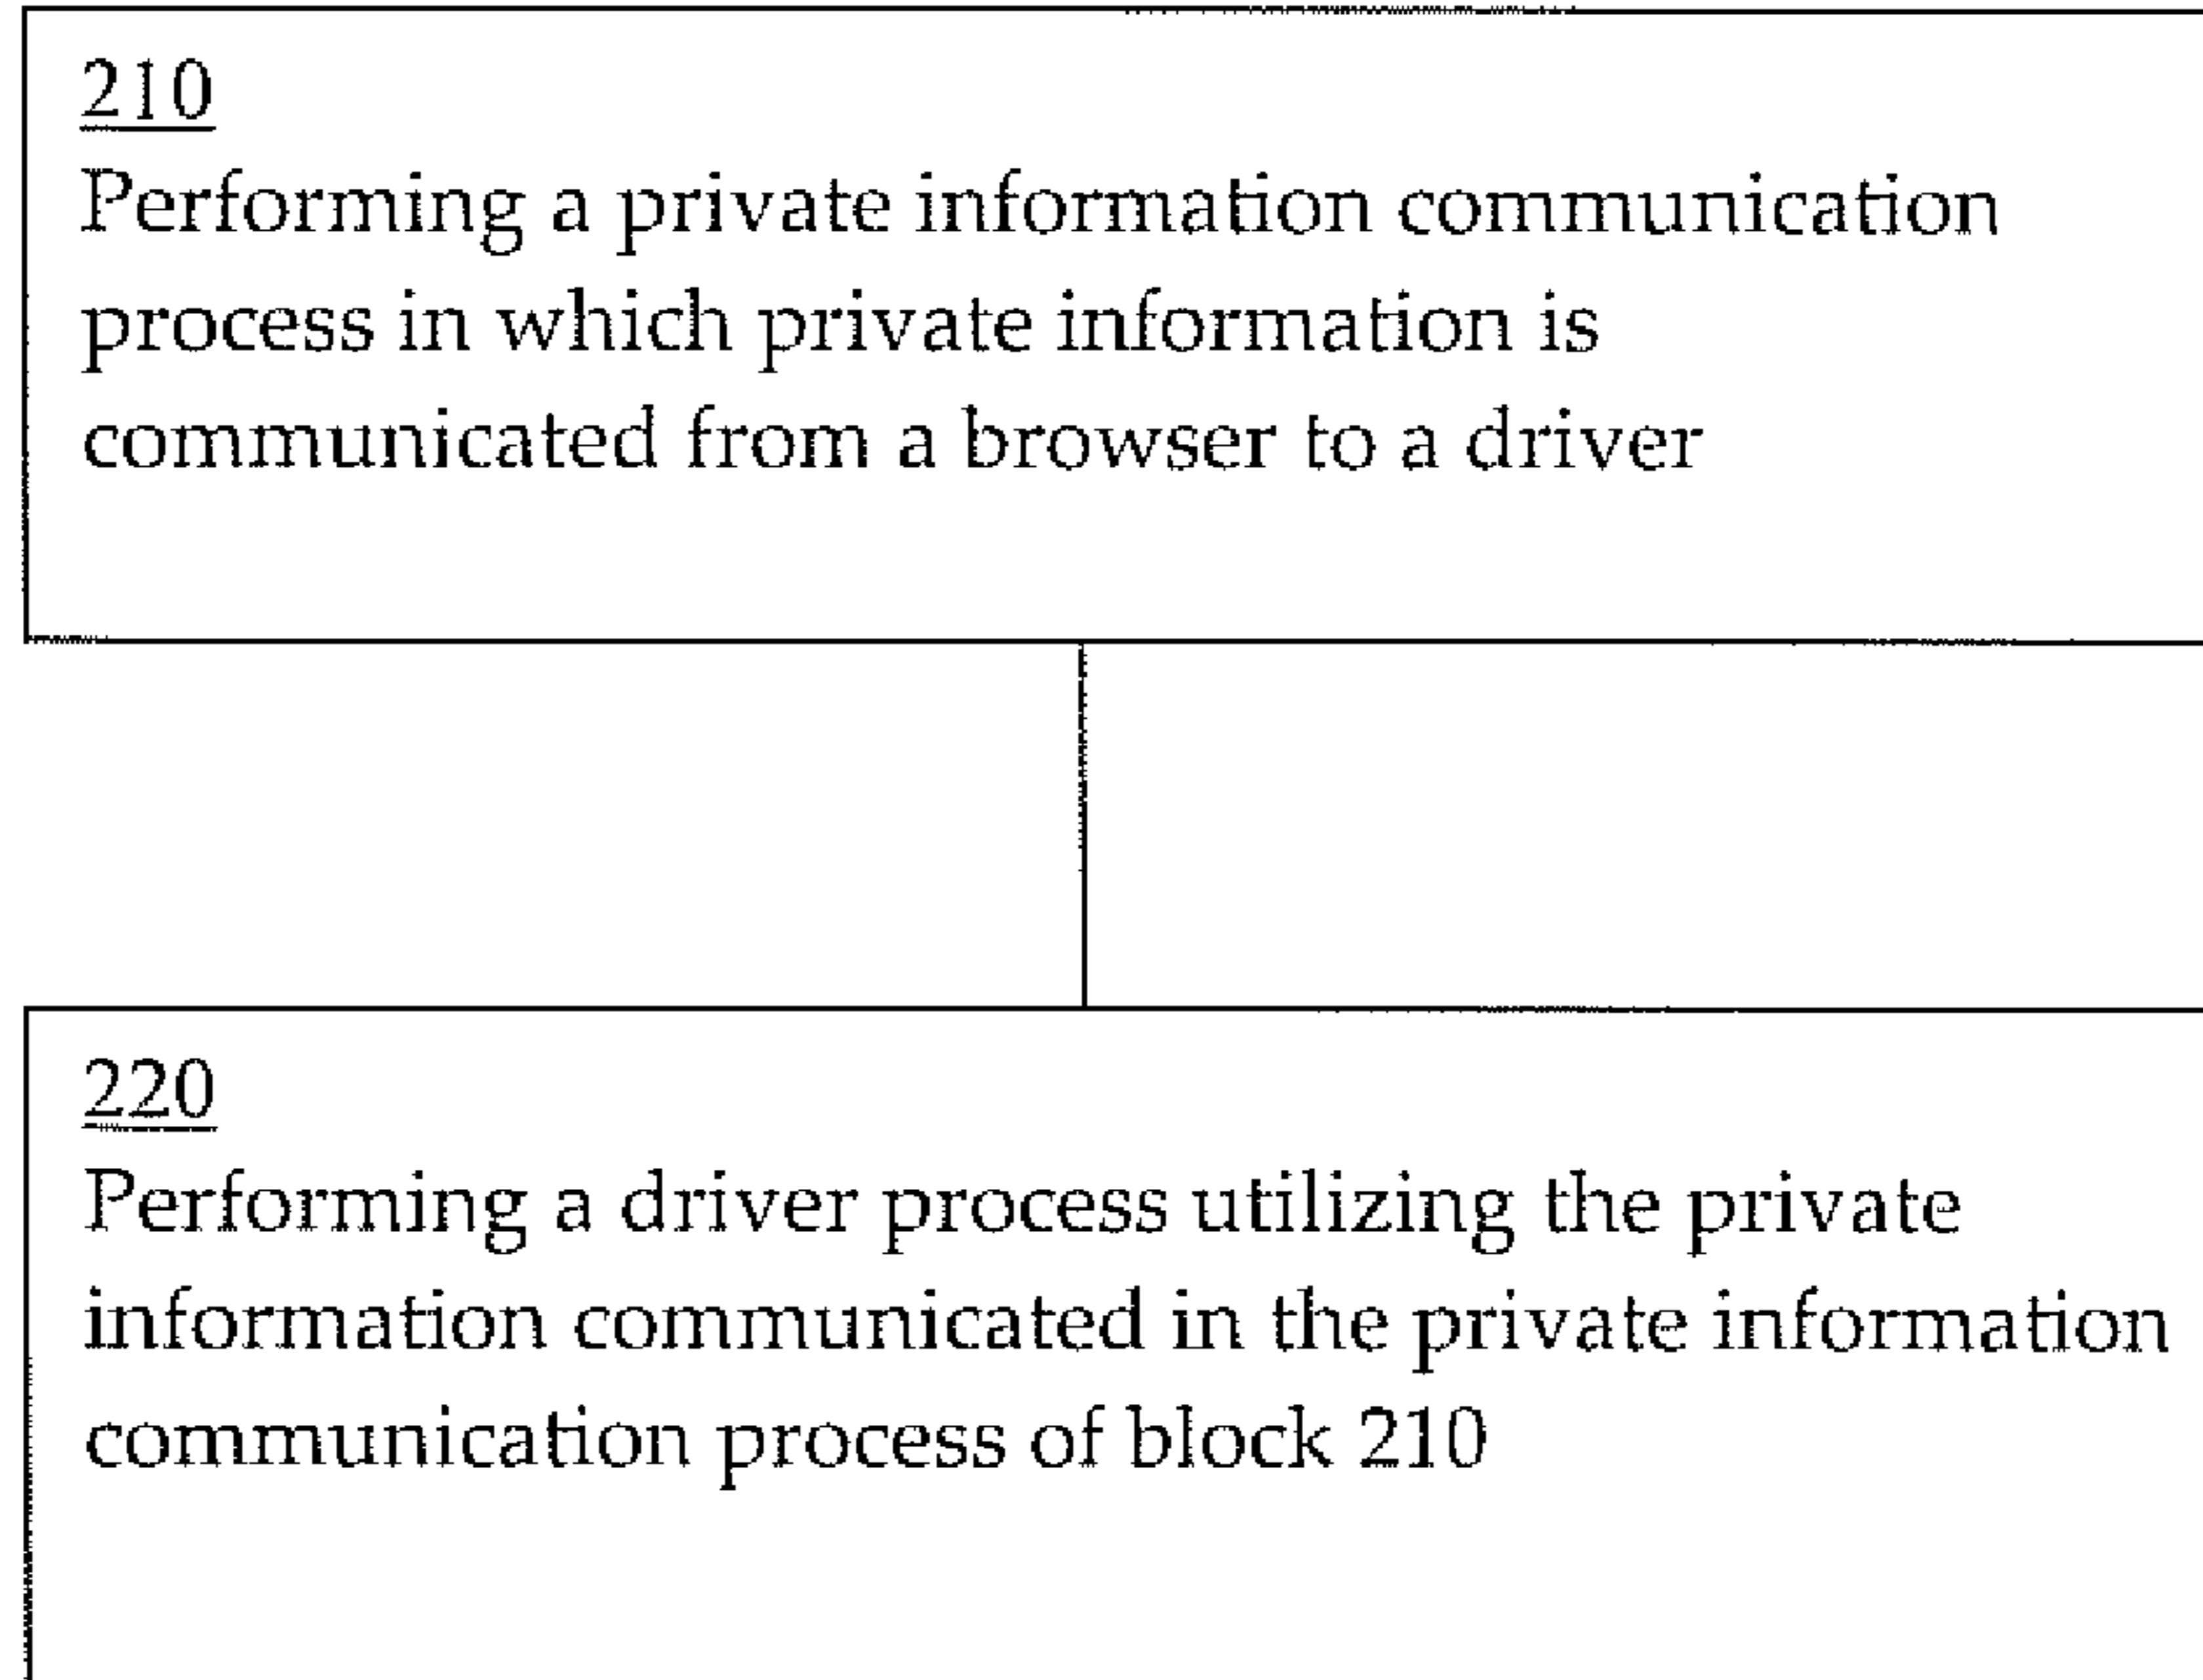 210
Performing a private information communication
process in which private information is
communicated from a browser to a driver
220
Performing a driver process utilizing the private
information communicated in the private information
communication process of block 210